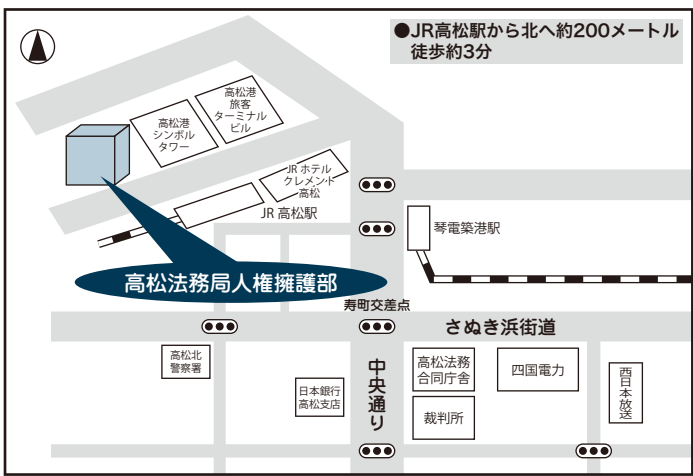 ●JR高松駅から北へ約200メートル
徒歩約3分
高松港
旅客
ターミナル
ビル
高松港
シンボル
タワー
JRホテル
クレメント
高松
JR高松駅
琴電築港駅
高松法務局人権擁護部
寿町交差点
さぬき浜街道
高松北
警察署
日本銀行
高松支店
中央通り
高松法務
合同庁舎
四国電力
西日本放送
裁判所